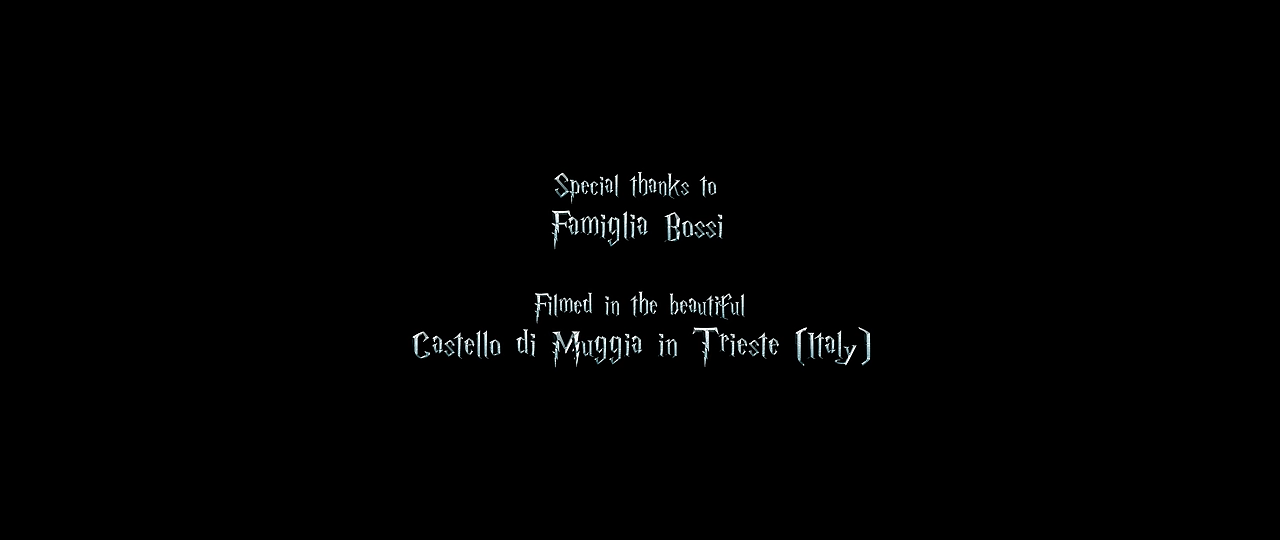 Special thanks to
Famiglia Bossi
Filmed in the beautiful
Castello di Muggia in Trieste (Italy)